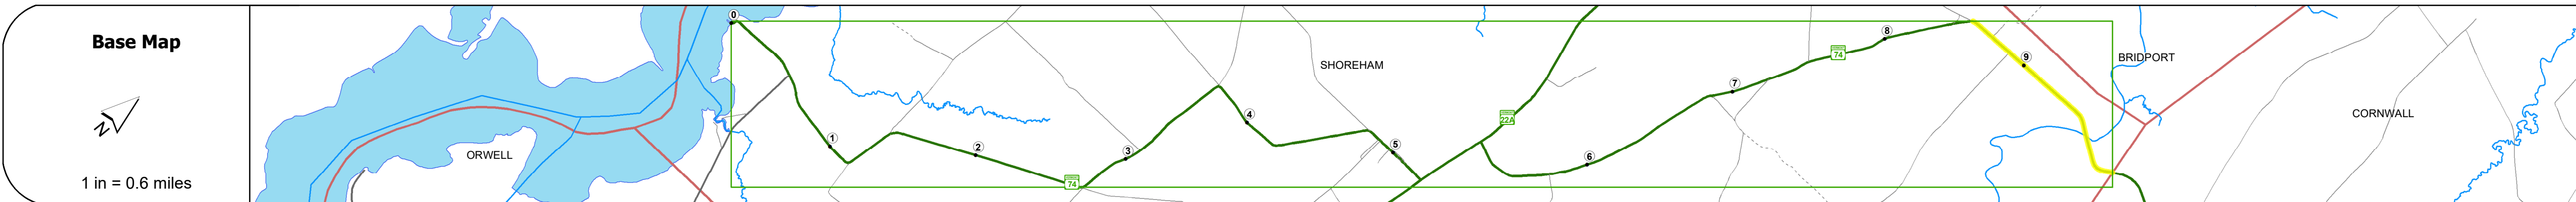 Base Map
N
1 in = 0.6 miles
ORWELL
0
1
2
74
3
4
SHOREHAM
5
22A
6
7
74
8
9
BRIDPORT
CORNWALL